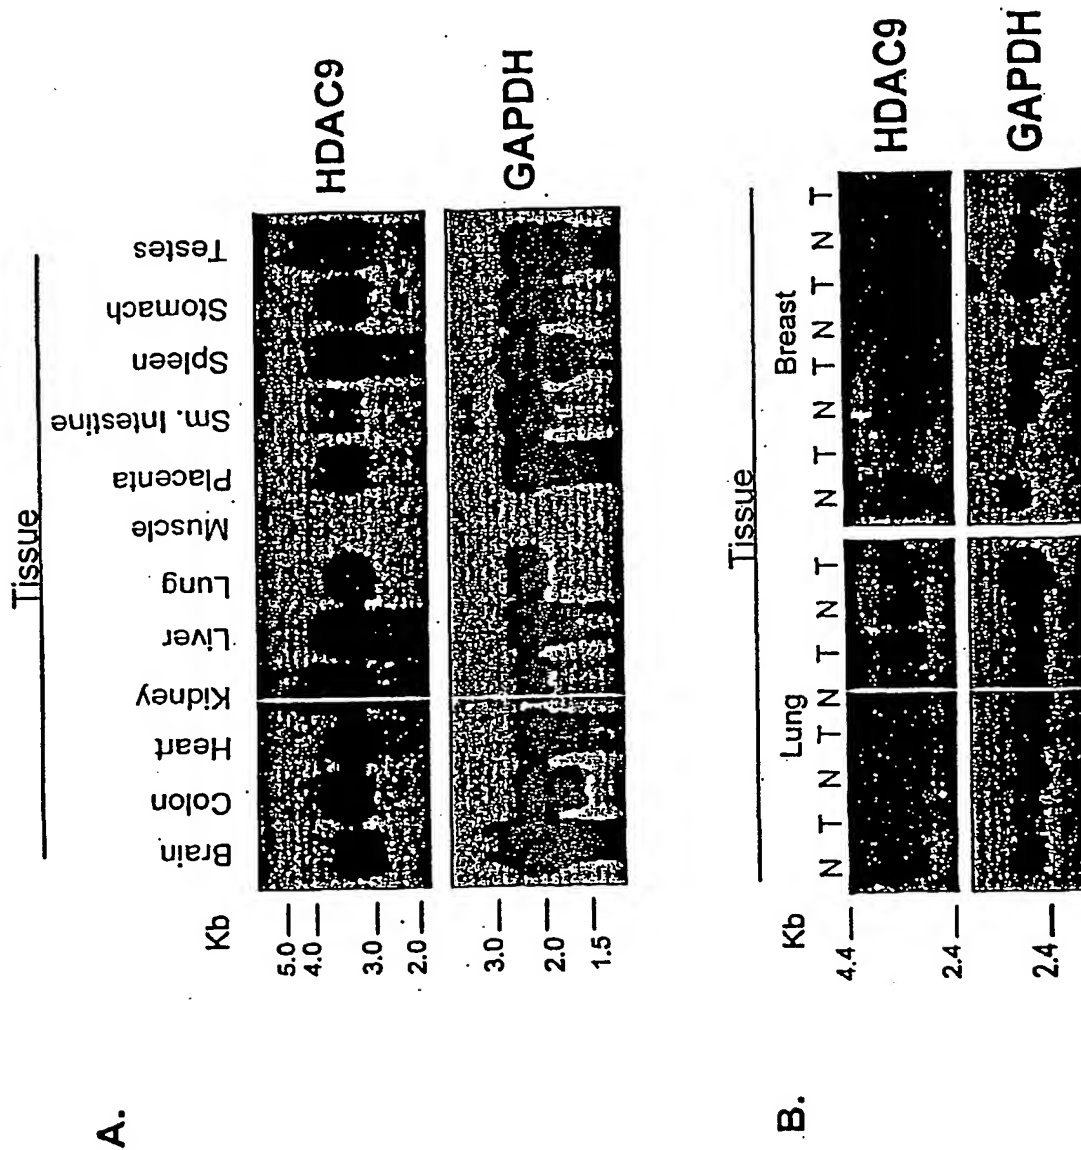 A.
Tissue
Kb Brain Colon Heart Kidney Liver Lung Muscle Placenta Sm. Intestine Spleen Stomach Testes
5.0
4.0
3.0
2.0
HDAC9
3.0
2.0
1.5
GAPDH
B.
Tissue
Lung Breast
Kb N T N T N T N T N T N T N T N T
4.4
2.4
HDAC9
2.4
GAPDH